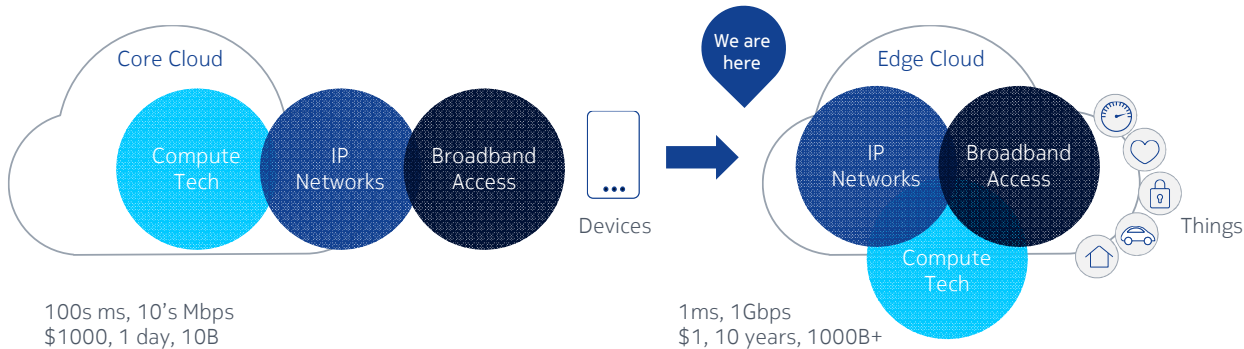 Core Cloud
Compute
Tech
IP
Networks
Broadband
Access
Devices
100s ms, 10’s Mbps
$1000, 1 day, 10B
We are
here
Edge Cloud
IP
Networks
Broadband
Access
Compute
Tech
Things
1ms, 1Gbps
$1, 10 years, 1000B+